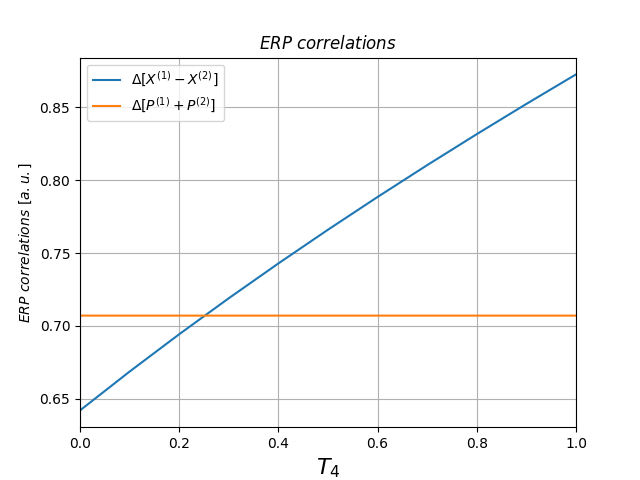 ERP correlations
Δ[X⁽¹⁾ − X⁽²⁾]
Δ[P⁽¹⁾ + P⁽²⁾]
ERP correlations [a.u.]
0.85
0.80
0.75
0.70
0.65
0.0 0.2 0.4 0.6 0.8 1.0
T₄